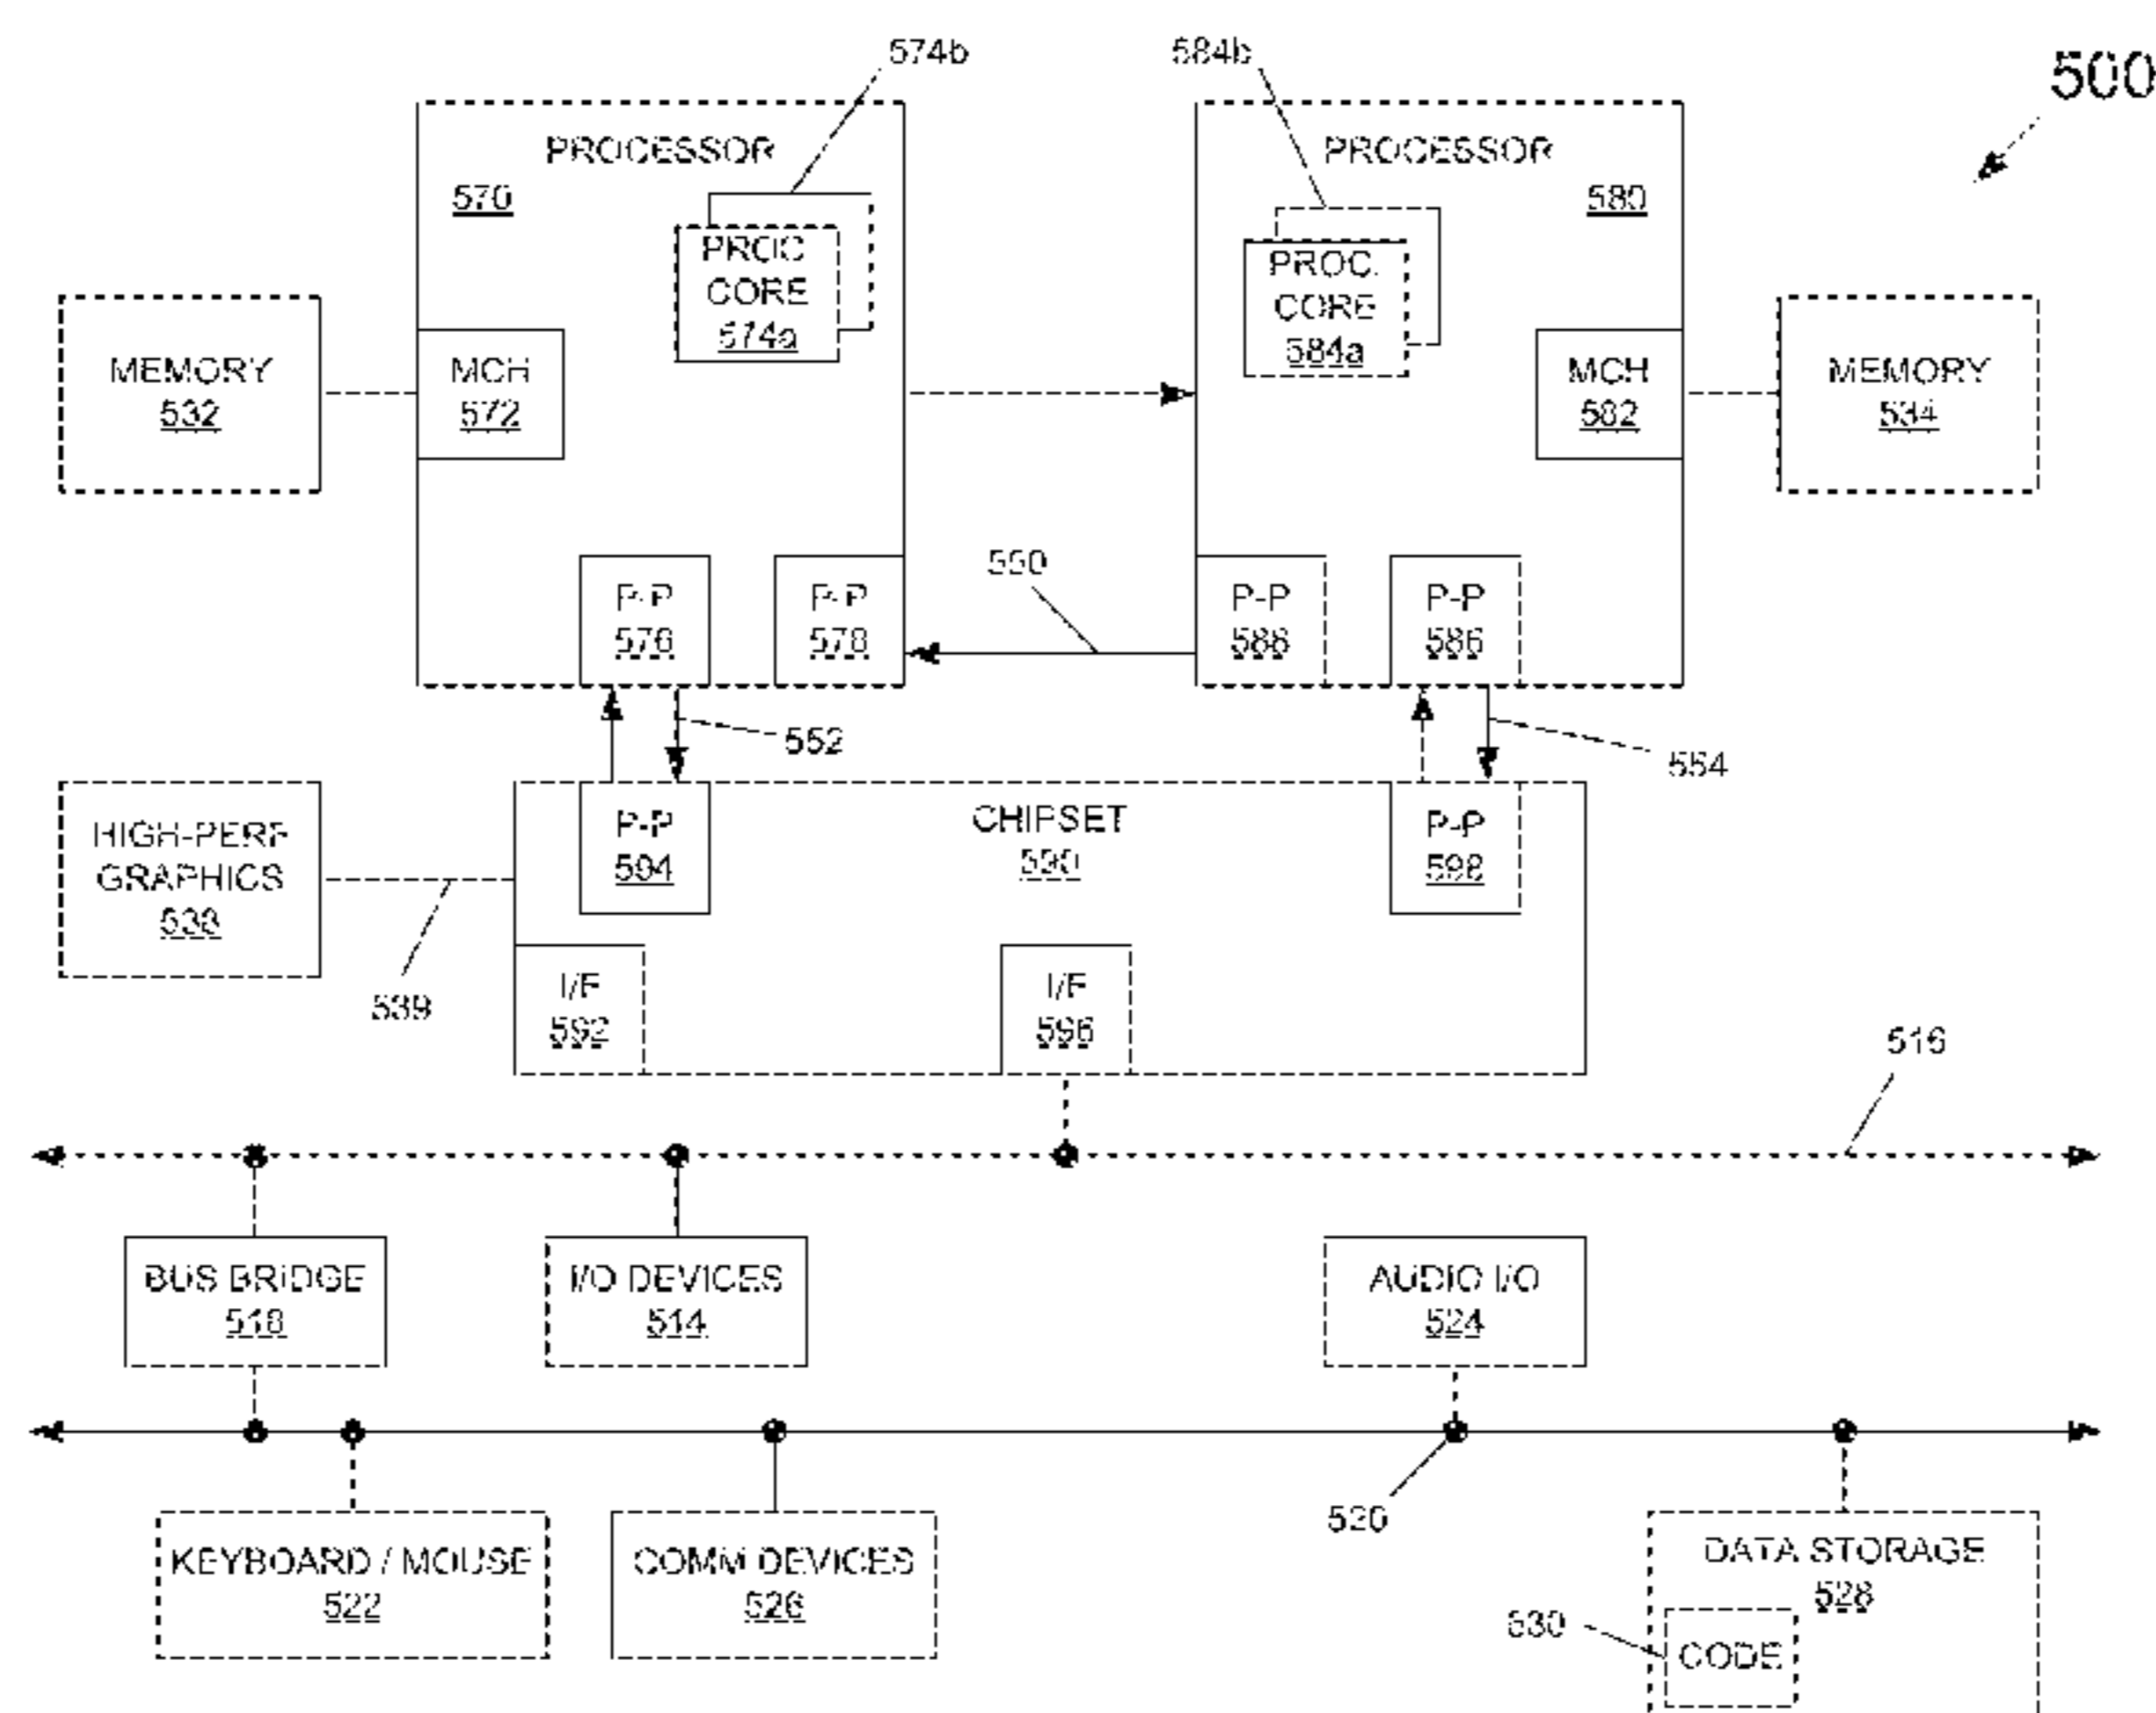 574b
584b
500
PROCESSOR
570
PROC
CORE
574a
PROCESSOR
580
PROC.
CORE
584a
MEMORY
532
MCH
572
MCH
582
MEMORY
534
550
P-P
576
P-P
578
P-P
588
P-P
586
552
554
HIGH-PERF
GRAPHICS
538
539
P-P
594
CHIPSET
590
P-P
598
I/F
592
I/F
596
516
BUS BRIDGE
518
I/O DEVICES
514
AUDIO I/O
524
520
KEYBOARD / MOUSE
522
COMM DEVICES
526
DATA STORAGE
528
530
CODE